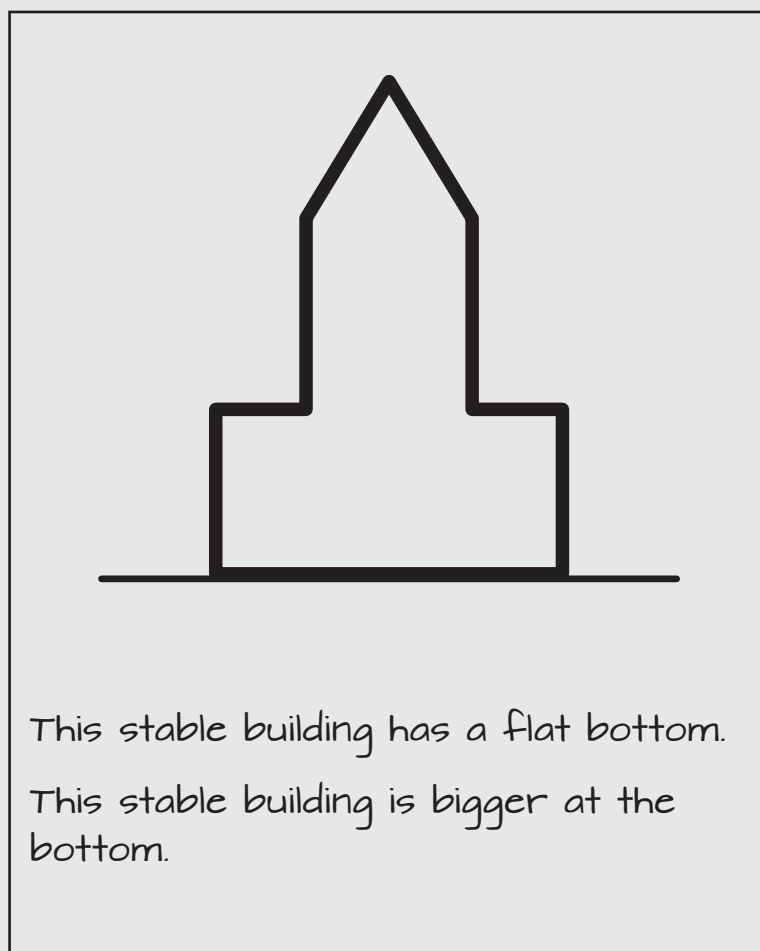 This stable building has a flat bottom.
This stable building is bigger at the
bottom.